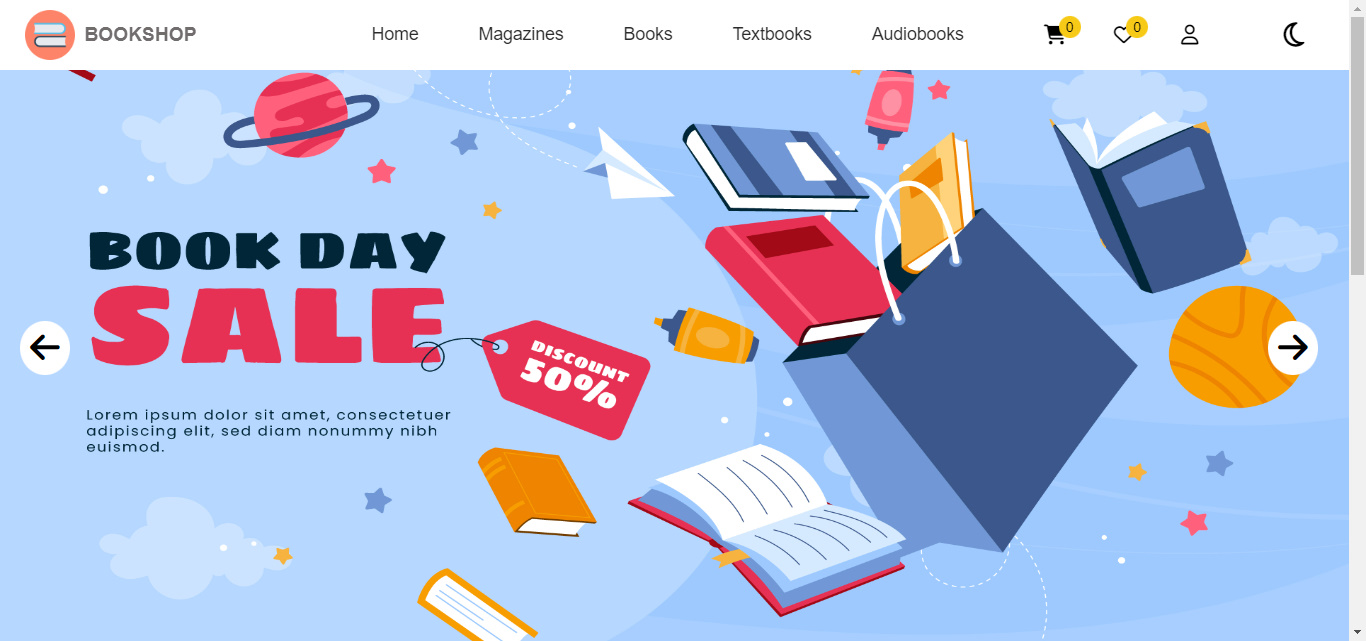 BOOKSHOP
Home
Magazines
Books
Textbooks
Audiobooks
0
0
BOOK DAY
SALE
DISCOUNT
50%
Lorem ipsum dolor sit amet, consectetuer
adipiscing elit, sed diam nonummy nibh
euismod.